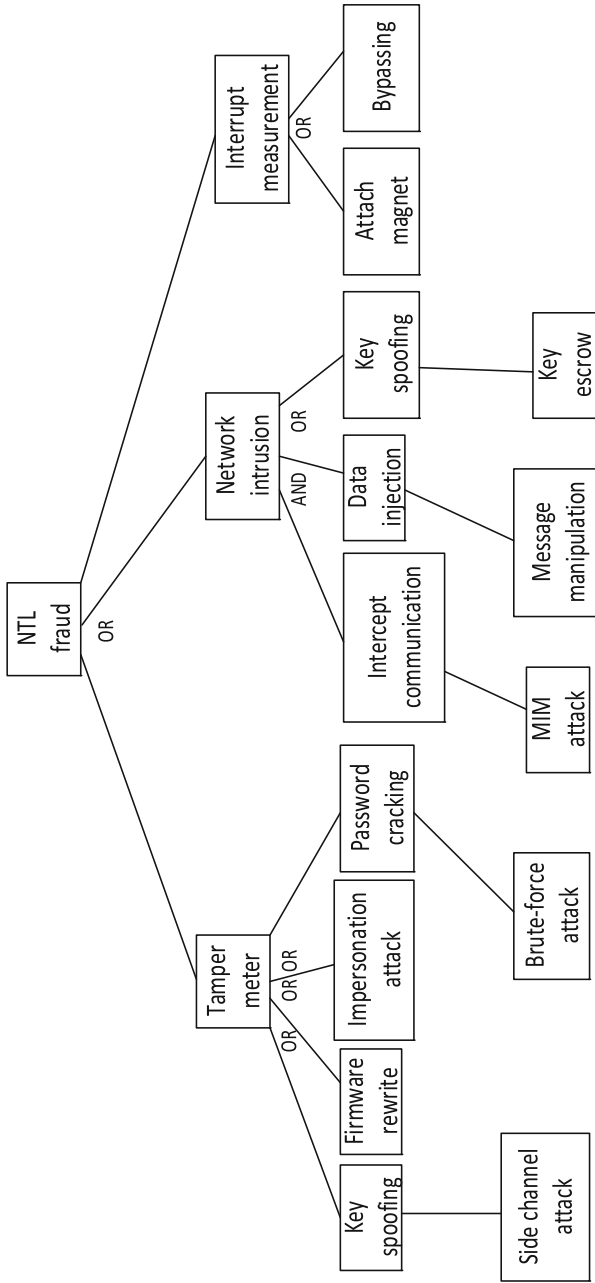 NTL
fraud
OR
Tamper
meter
Network
intrusion
Interrupt
measurement
OR
OR
OR
AND
OR
OR
Key
spoofing
Firmware
rewrite
Impersonation
attack
Password
cracking
Intercept
communication
Data
injection
Key
spoofing
Attach
magnet
Bypassing
Side channel
attack
Brute-force
attack
MIM
attack
Message
manipulation
Key
escrow